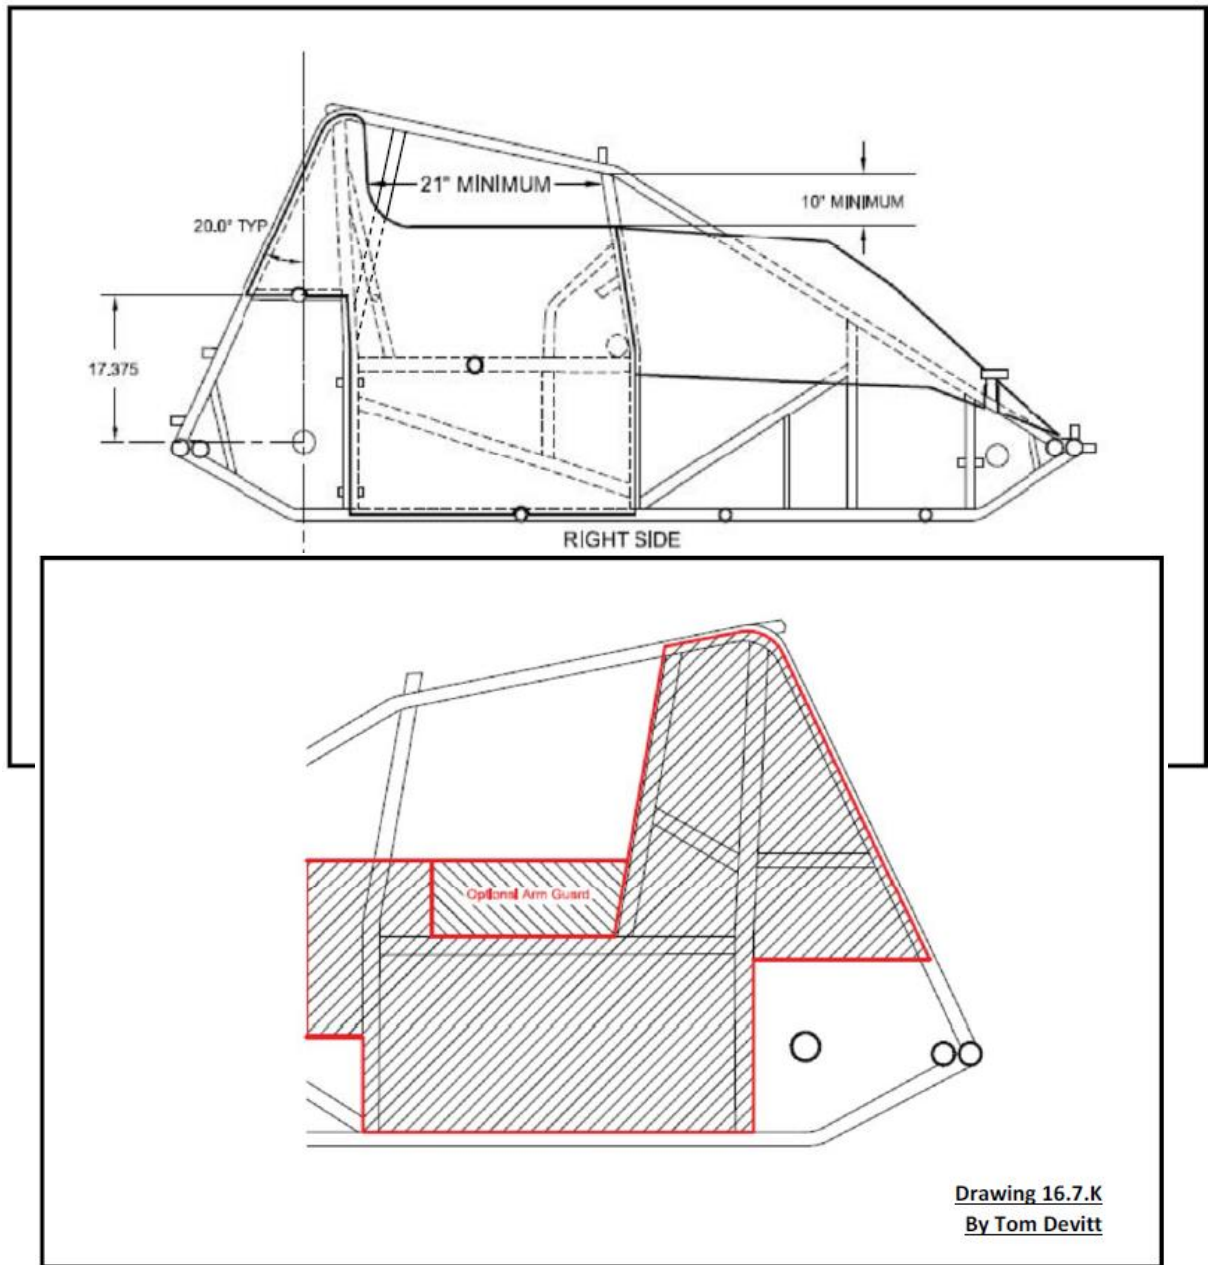 21" MINIMUM
10" MINIMUM
20.0° TYP
17.375
RIGHT SIDE
Optional Arm Guard
Drawing 16.7.K
By Tom Devitt